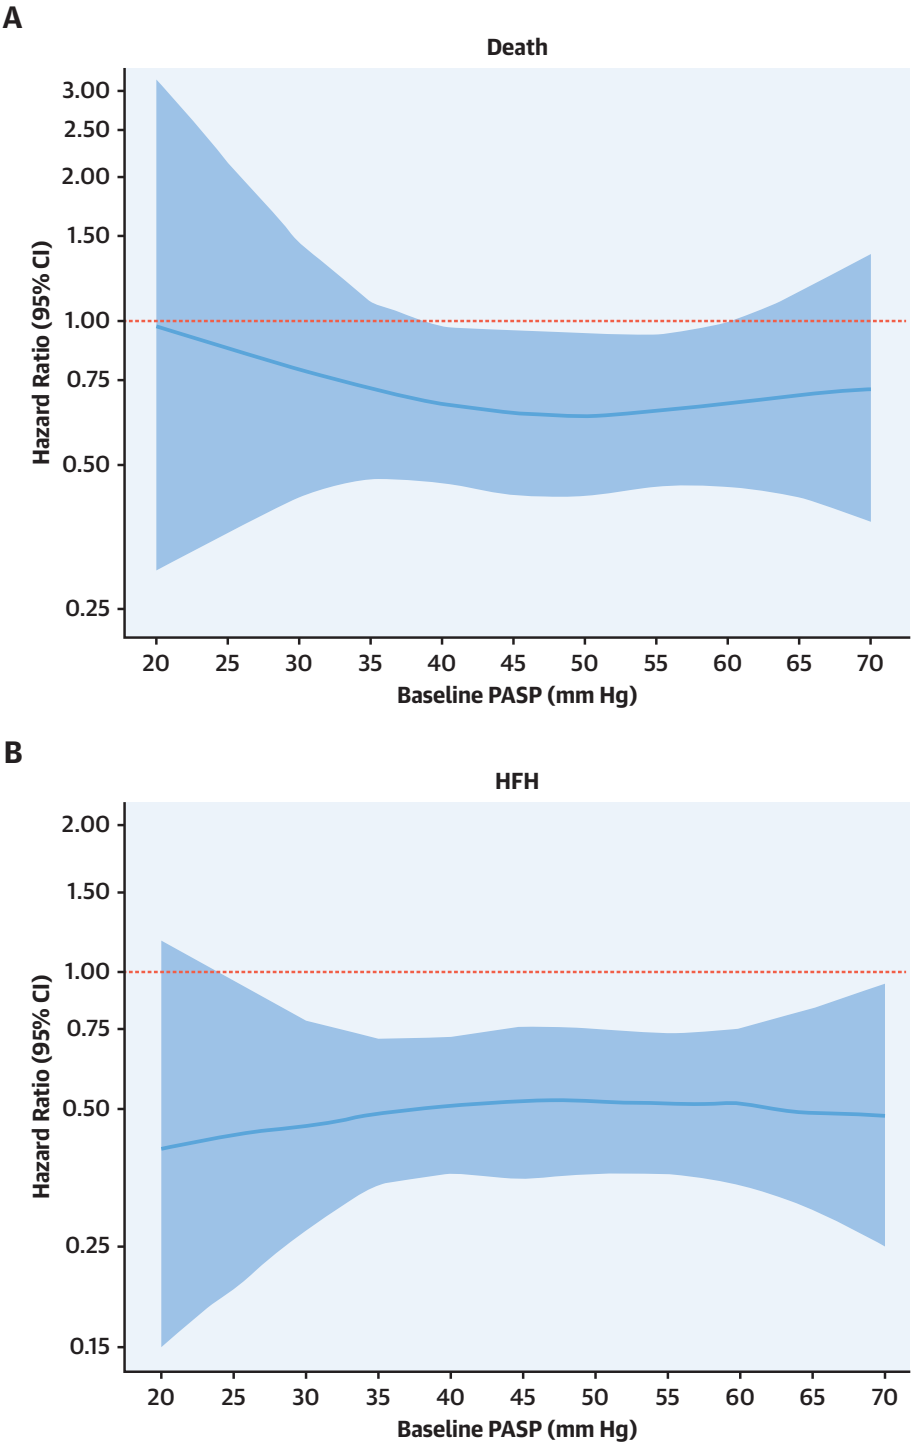 A
Death
Hazard Ratio (95% CI)
3.00
2.50
2.00
1.50
1.00
0.75
0.50
0.25
20 25 30 35 40 45 50 55 60 65 70
Baseline PASP (mm Hg)
B
HFH
Hazard Ratio (95% CI)
2.00
1.50
1.00
0.75
0.50
0.25
0.15
20 25 30 35 40 45 50 55 60 65 70
Baseline PASP (mm Hg)